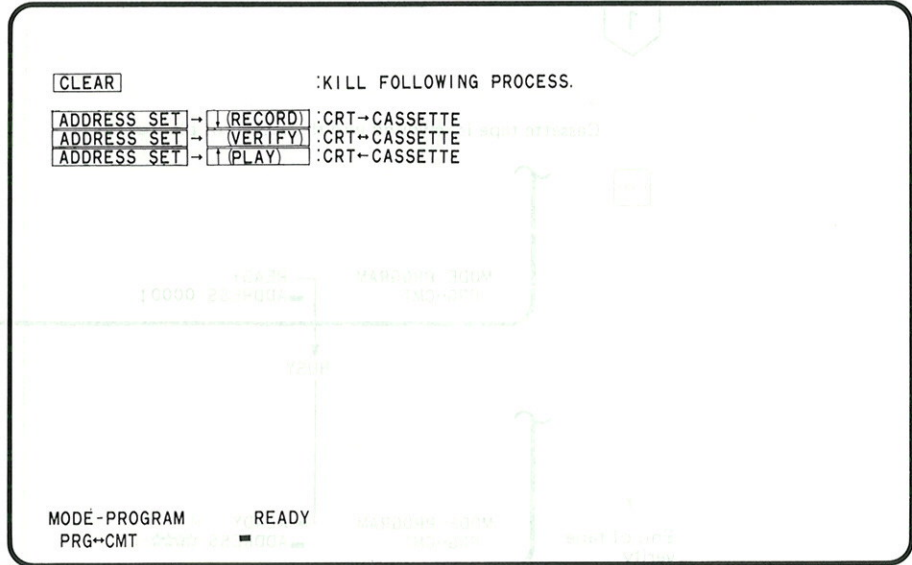 CLEAR :KILL FOLLOWING PROCESS.
ADDRESS SET → ↓(RECORD) :CRT→CASSETTE
ADDRESS SET → (VERIFY) :CRT↔CASSETTE
ADDRESS SET → ↑(PLAY) :CRT←CASSETTE
MODE-PROGRAM READY
PRG↔CMT